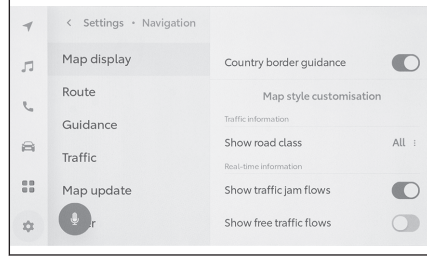 < Settings • Navigation
Map display
Route
Guidance
Traffic
Map update
r
Country border guidance
Map style customisation
Traffic information
Show road class All
Real-time information
Show traffic jam flows
Show free traffic flows